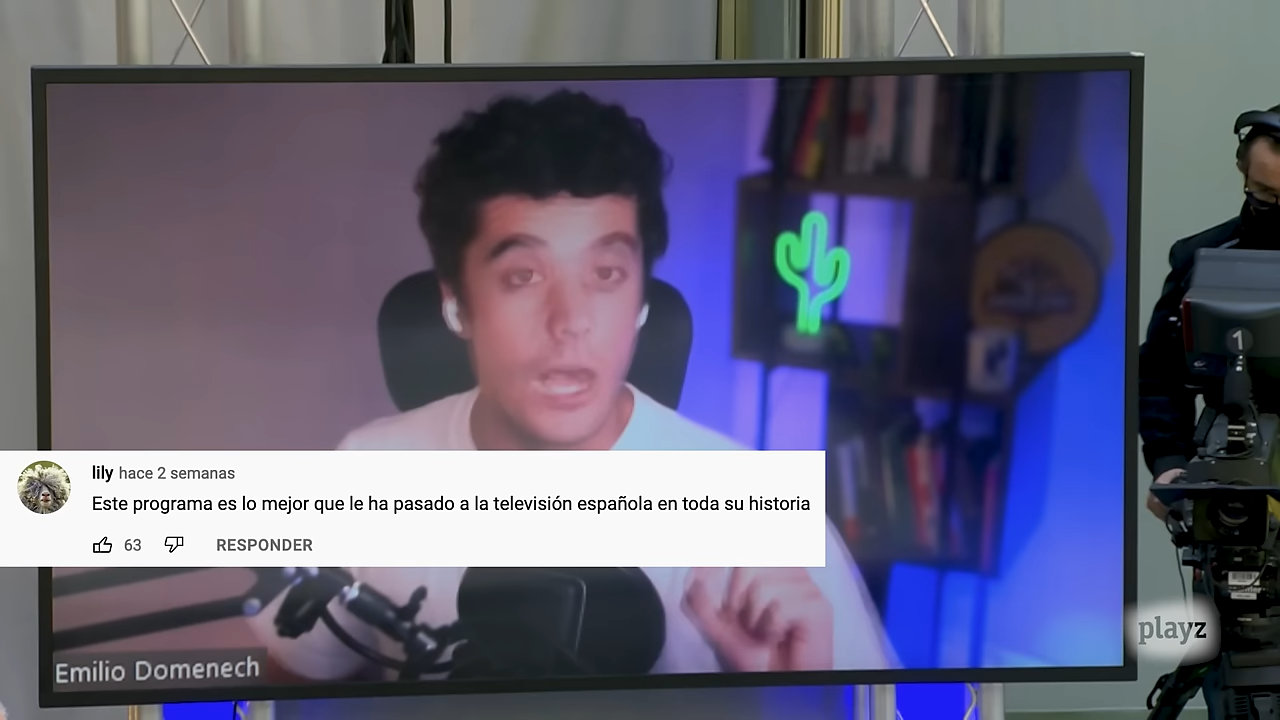 1
lily hace 2 semanas
Este programa es lo mejor que le ha pasado a la televisión española en toda su historia
63 RESPONDER
playz
Emilio Domenech